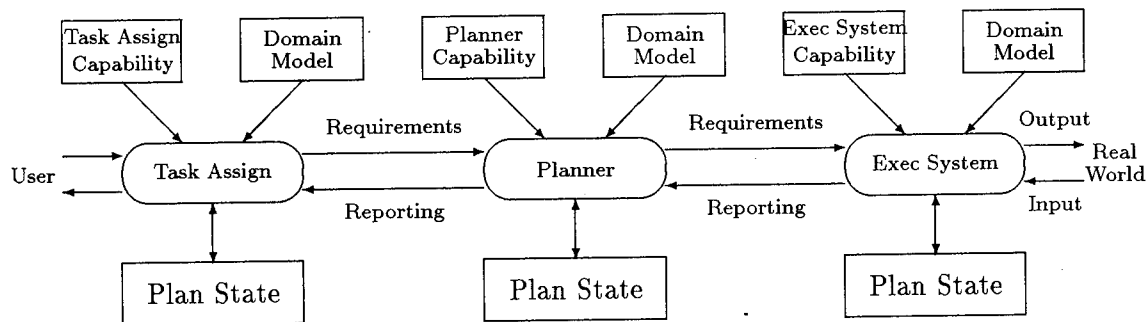 Task Assign
Capability
Domain
Model
Planner
Capability
Domain
Model
Exec System
Capability
Domain
Model
Requirements
Requirements
Output
User
Task Assign
Planner
Exec System
Real
World
Reporting
Reporting
Input
Plan State
Plan State
Plan State